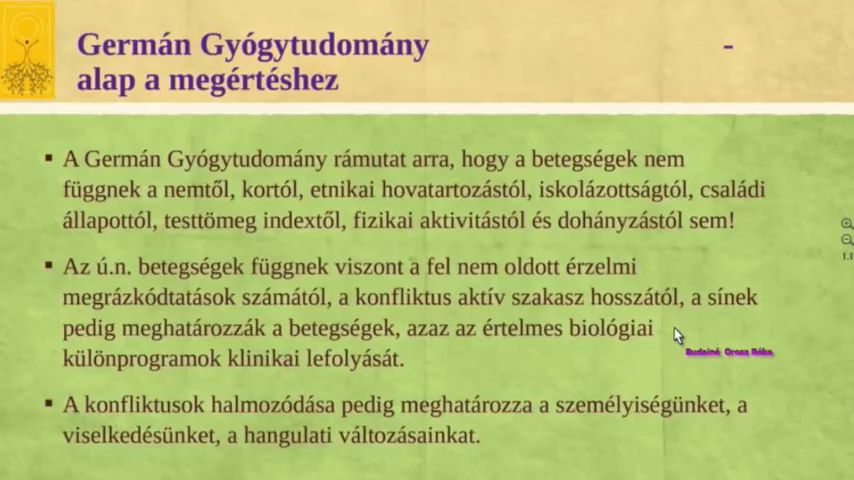 Germán Gyógytudomány -
alap a megértéshez
▪ A Germán Gyógytudomány rámutat arra, hogy a betegségek nem
függnek a nemtől, kortól, etnikai hovatartozástól, iskolázottságtól, családi
állapottól, testtömeg indextől, fizikai aktivitástól és dohányzástól sem!
▪ Az ú.n. betegségek függnek viszont a fel nem oldott érzelmi
megrázkódtatások számától, a konfliktus aktív szakasz hosszától, a sínek
pedig meghatározzák a betegségek, azaz az értelmes biológiai
különprogramok klinikai lefolyását.
Budainé Orosz Réka
▪ A konfliktusok halmozódása pedig meghatározza a személyiségünket, a
viselkedésünket, a hangulati változásainkat.